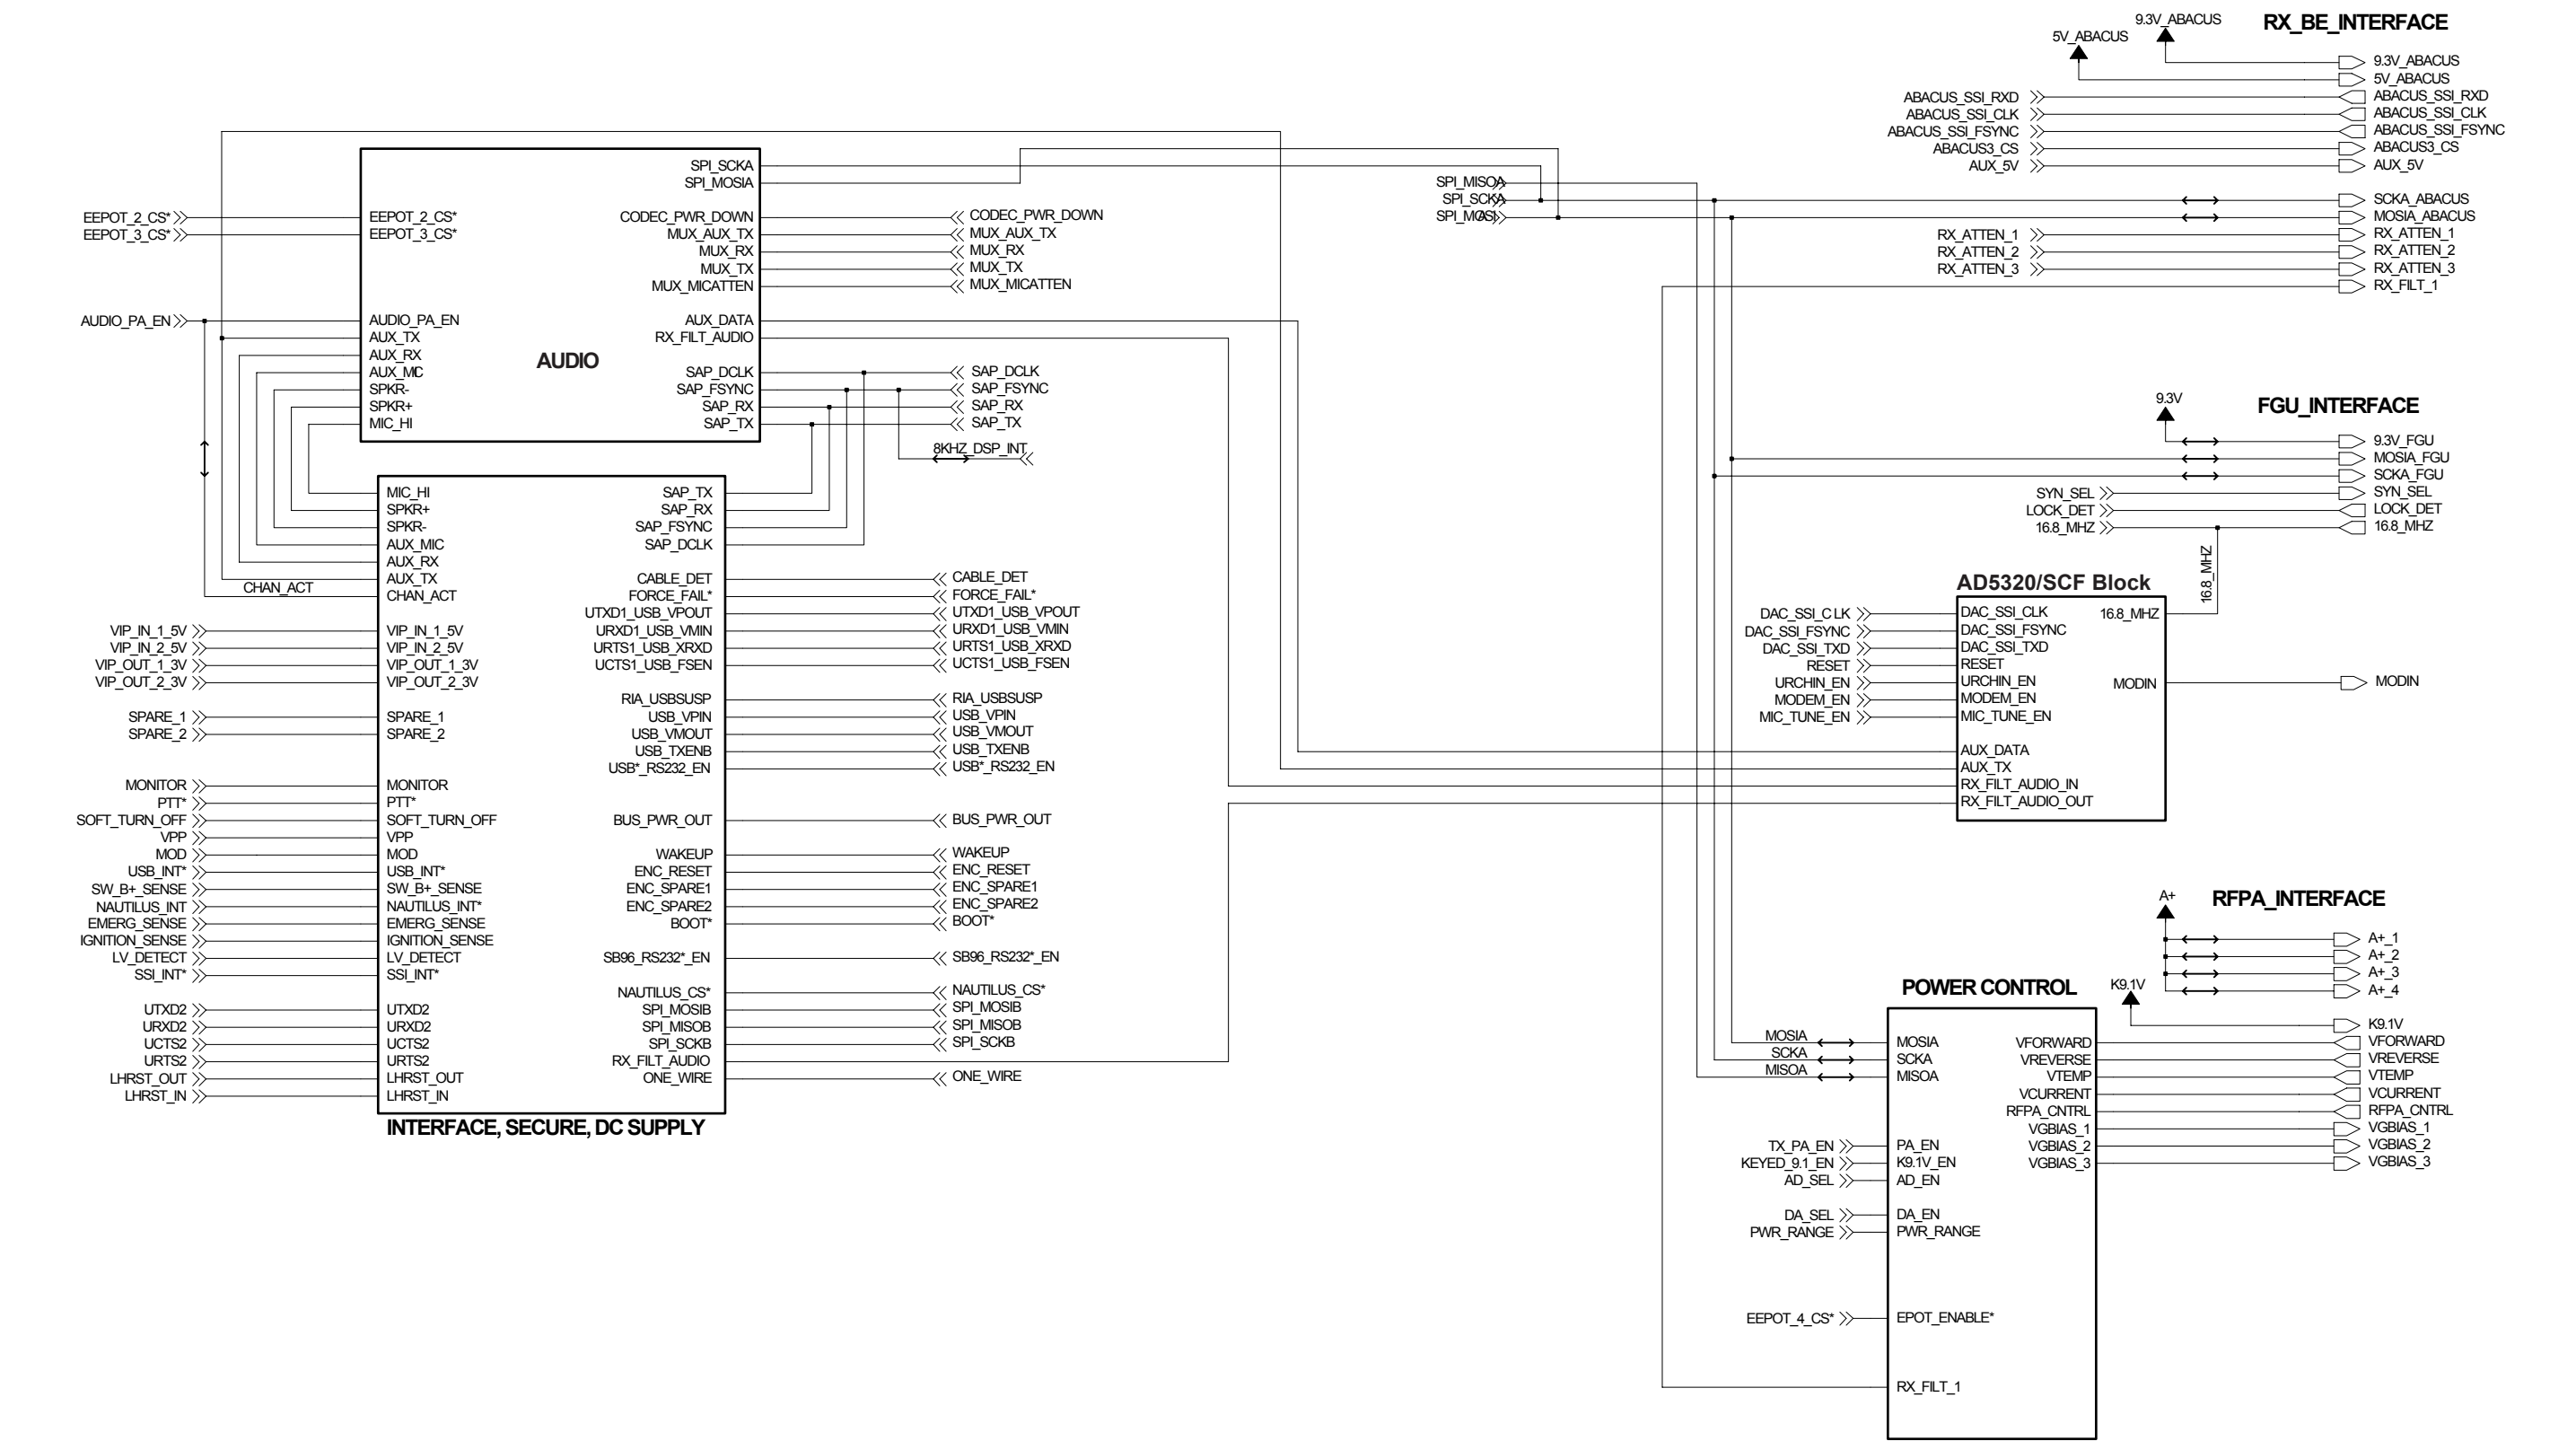 9.3V_ABACUS
RX_BE_INTERFACE
5V_ABACUS
9.3V_ABACUS
5V_ABACUS
ABACUS_SSI_RXD ABACUS_SSI_RXD
ABACUS_SSI_CLK ABACUS_SSI_CLK
ABACUS_SSI_FSYNC ABACUS_SSI_FSYNC
ABACUS3_CS ABACUS3_CS
AUX_5V AUX_5V
SPI_MISOA
SPI_SCKA SCKA_ABACUS
SPI_MOSIA MOSIA_ABACUS
RX_ATTEN_1 RX_ATTEN_1
RX_ATTEN_2 RX_ATTEN_2
RX_ATTEN_3 RX_ATTEN_3
RX_FILT_1
SPI_SCKA
SPI_MOSIA
EEPOT_2_CS* EEPOT_2_CS* CODEC_PWR_DOWN CODEC_PWR_DOWN
EEPOT_3_CS* EEPOT_3_CS* MUX_AUX_TX MUX_AUX_TX
MUX_RX MUX_RX
MUX_TX MUX_TX
MUX_MICATTEN MUX_MICATTEN
AUDIO_PA_EN AUDIO_PA_EN AUX_DATA
AUX_TX RX_FILT_AUDIO
AUX_RX
AUDIO
AUX_MIC SAP_DCLK SAP_DCLK
SPKR- SAP_FSYNC SAP_FSYNC
SPKR+ SAP_RX SAP_RX
MIC_HI SAP_TX SAP_TX
8KHZ_DSP_INT
9.3V
FGU_INTERFACE
9.3V_FGU
MOSIA_FGU
SCKA_FGU
SYN_SEL SYN_SEL
LOCK_DET LOCK_DET
16.8_MHZ 16.8_MHZ
16.8_MHZ
MIC_HI SAP_TX
SPKR+ SAP_RX
SPKR- SAP_FSYNC
AUX_MIC SAP_DCLK
AUX_RX
AUX_TX CABLE_DET CABLE_DET
CHAN_ACT CHAN_ACT FORCE_FAIL* FORCE_FAIL*
UTXD1_USB_VPOUT UTXD1_USB_VPOUT
VIP_IN_1_5V VIP_IN_1_5V URXD1_USB_VMIN URXD1_USB_VMIN
VIP_IN_2_5V VIP_IN_2_5V URTS1_USB_XRXD URTS1_USB_XRXD
VIP_OUT_1_3V VIP_OUT_1_3V UCTS1_USB_FSEN UCTS1_USB_FSEN
VIP_OUT_2_3V VIP_OUT_2_3V
RIA_USBSUSP RIA_USBSUSP
SPARE_1 SPARE_1 USB_VPIN USB_VPIN
SPARE_2 SPARE_2 USB_VMOUT USB_VMOUT
USB_TXENB USB_TXENB
USB*_RS232_EN USB*_RS232_EN
MONITOR MONITOR
PTT* PTT*
SOFT_TURN_OFF SOFT_TURN_OFF BUS_PWR_OUT BUS_PWR_OUT
VPP VPP
MOD MOD WAKEUP WAKEUP
USB_INT* USB_INT* ENC_RESET ENC_RESET
SW_B+_SENSE SW_B+_SENSE ENC_SPARE1 ENC_SPARE1
NAUTILUS_INT NAUTILUS_INT* ENC_SPARE2 ENC_SPARE2
EMERG_SENSE EMERG_SENSE BOOT* BOOT*
IGNITION_SENSE IGNITION_SENSE
LV_DETECT LV_DETECT SB96_RS232*_EN SB96_RS232*_EN
SSI_INT* SSI_INT*
NAUTILUS_CS* NAUTILUS_CS*
UTXD2 UTXD2 SPI_MOSIB SPI_MOSIB
URXD2 URXD2 SPI_MISOB SPI_MISOB
UCTS2 UCTS2 SPI_SCKB SPI_SCKB
URTS2 URTS2 RX_FILT_AUDIO
LHRST_OUT LHRST_OUT ONE_WIRE ONE_WIRE
LHRST_IN LHRST_IN
INTERFACE, SECURE, DC SUPPLY
AD5320/SCF Block
DAC_SSI_CLK DAC_SSI_CLK 16.8_MHZ
DAC_SSI_FSYNC DAC_SSI_FSYNC
DAC_SSI_TXD DAC_SSI_TXD
RESET RESET
URCHIN_EN URCHIN_EN MODIN MODIN
MODEM_EN MODEM_EN
MIC_TUNE_EN MIC_TUNE_EN
AUX_DATA
AUX_TX
RX_FILT_AUDIO_IN
RX_FILT_AUDIO_OUT
A+
RFPA_INTERFACE
A+_1
A+_2
A+_3
A+_4
POWER CONTROL
K9.1V
K9.1V
MOSIA MOSIA VFORWARD VFORWARD
SCKA SCKA VREVERSE VREVERSE
MISOA MISOA VTEMP VTEMP
VCURRENT VCURRENT
RFPA_CNTRL RFPA_CNTRL
VGBIAS_1 VGBIAS_1
TX_PA_EN PA_EN VGBIAS_2 VGBIAS_2
KEYED_9.1_EN K9.1V_EN VGBIAS_3 VGBIAS_3
AD_SEL AD_EN
DA_SEL DA_EN
PWR_RANGE PWR_RANGE
EEPOT_4_CS* EPOT_ENABLE*
RX_FILT_1